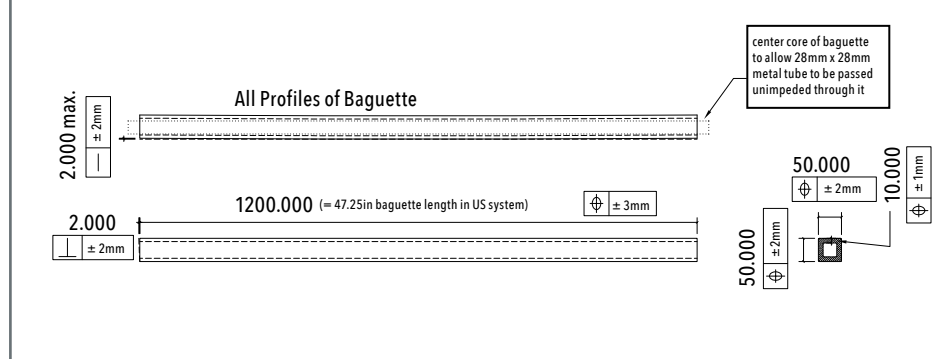 center core of baguette
to allow 28mm x 28mm
metal tube to be passed
unimpeded through it
All Profiles of Baguette
2.000 max.
± 2mm
1200.000 (= 47.25in baguette length in US system)
± 3mm
2.000
± 2mm
50.000
± 2mm
10.000
± 1mm
50.000
± 2mm